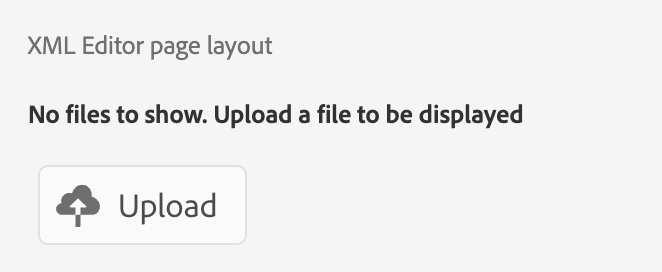 XML Editor page layout
No files to show. Upload a file to be displayed
Upload